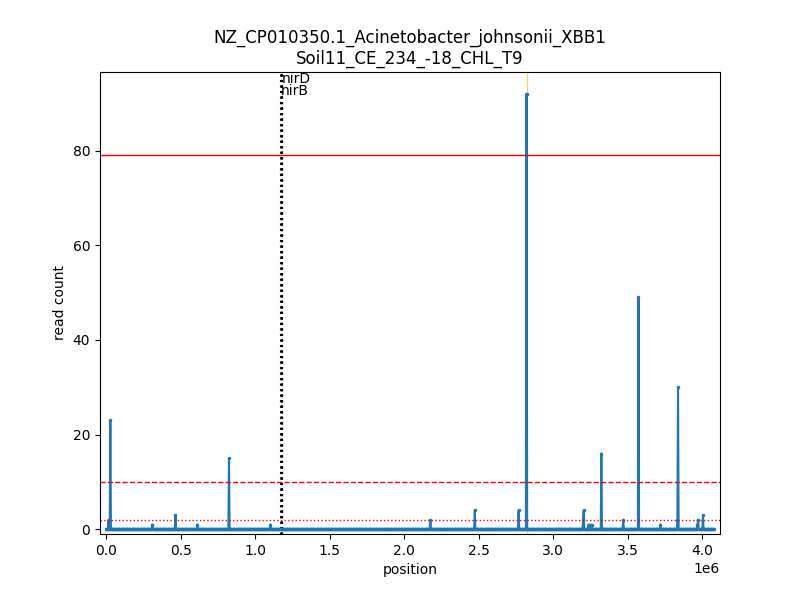 NZ_CP010350.1_Acinetobacter_johnsonii_XBB1
Soil11_CE_234_-18_CHL_T9
nirD
nirB
read count
80
60
40
20
0
0.0 0.5 1.0 1.5 2.0 2.5 3.0 3.5 4.0
1e6
position